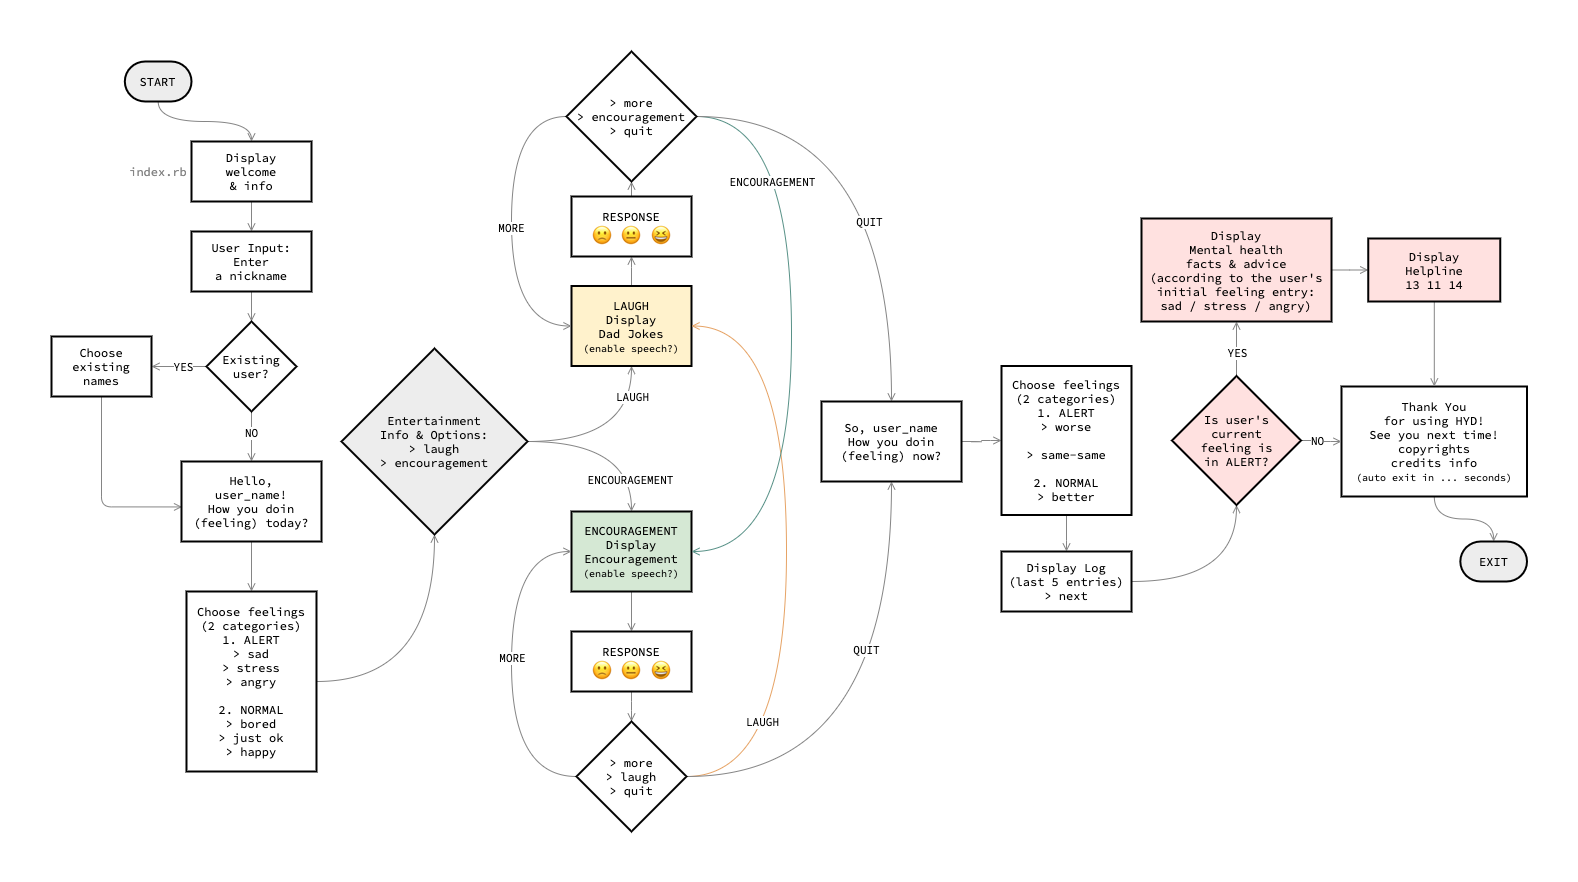 START
index.rb
Display
welcome
& info
User Input:
Enter
a nickname
Existing
user?
YES
Choose
existing
names
NO
Hello,
user_name!
How you doin
(feeling) today?
Choose feelings
(2 categories)
1. ALERT
> sad
> stress
> angry
2. NORMAL
> bored
> just ok
> happy
Entertainment
Info & Options:
> laugh
> encouragement
LAUGH
ENCOURAGEMENT
> more
> encouragement
> quit
RESPONSE
LAUGH
Display
Dad Jokes
(enable speech?)
MORE
ENCOURAGEMENT
QUIT
ENCOURAGEMENT
Display
Encouragement
(enable speech?)
RESPONSE
> more
> laugh
> quit
MORE
LAUGH
QUIT
So, user_name
How you doin
(feeling) now?
Choose feelings
(2 categories)
1. ALERT
> worse
> same-same
2. NORMAL
> better
Display Log
(last 5 entries)
> next
Is user's
current
feeling is
in ALERT?
YES
NO
Display
Mental health
facts & advice
(according to the user's
initial feeling entry:
sad / stress / angry)
Display
Helpline
13 11 14
Thank You
for using HYD!
See you next time!
copyrights
credits info
(auto exit in ... seconds)
EXIT